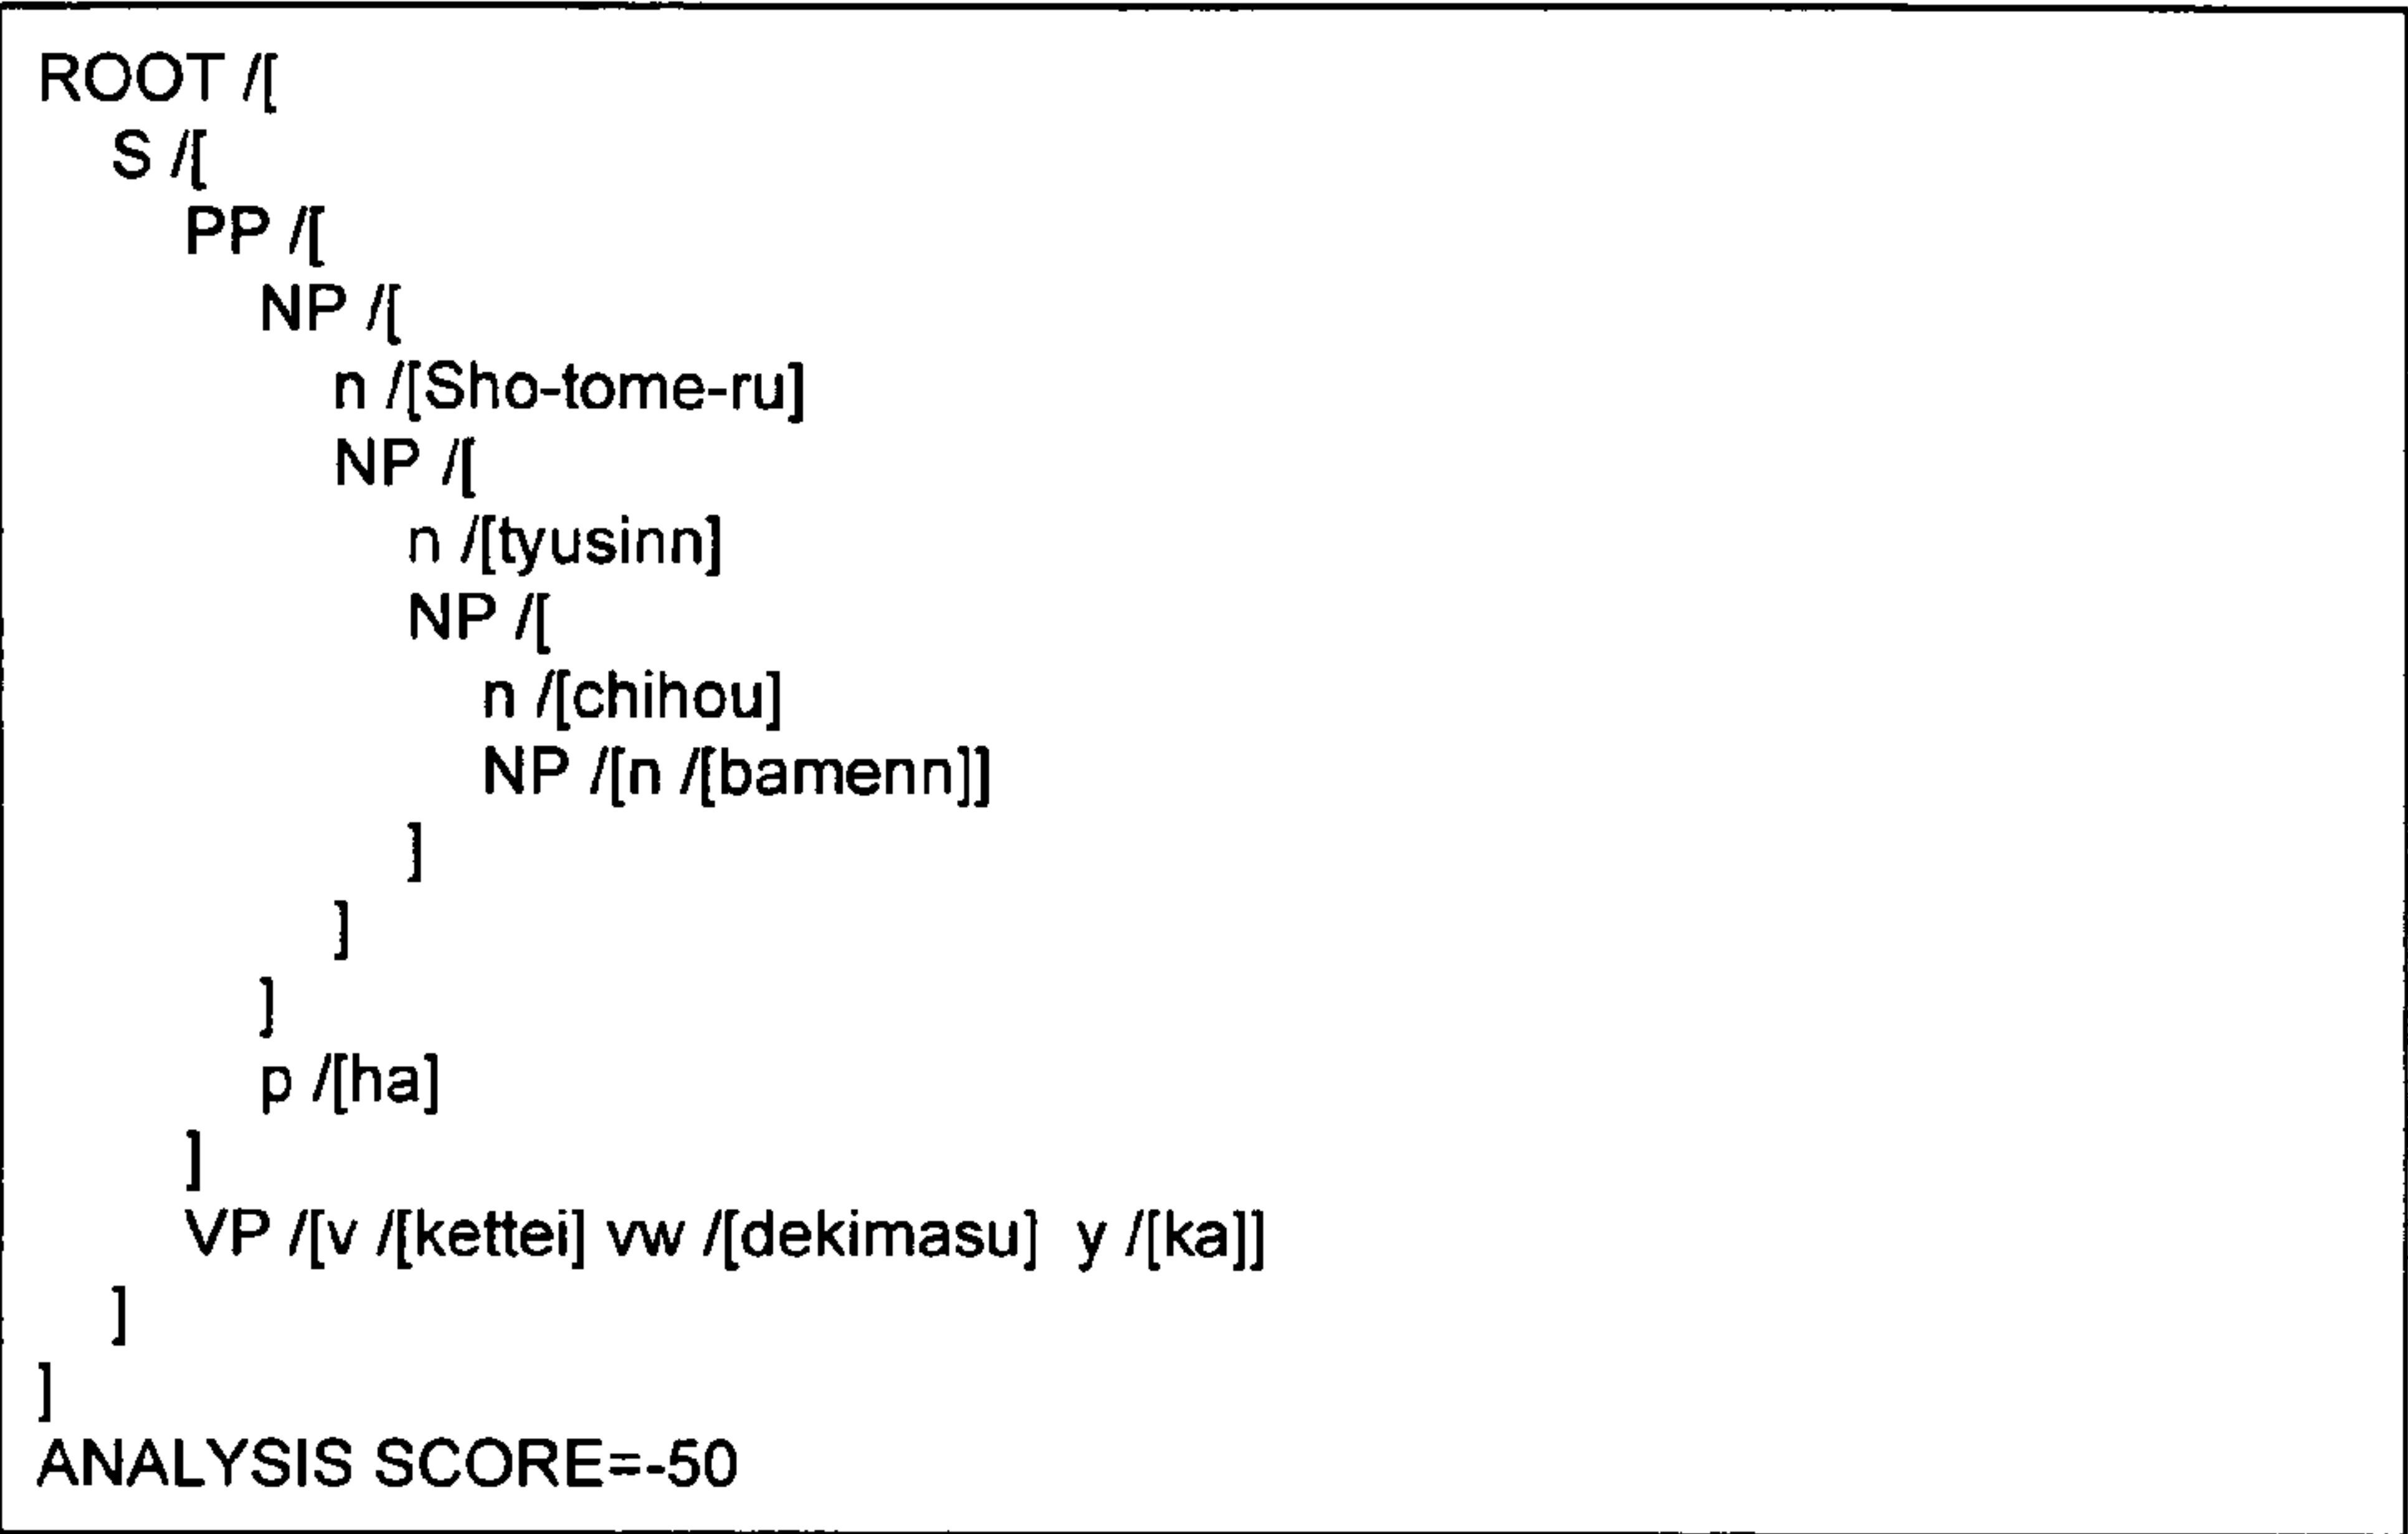 ROOT /[
S /[
PP /[
NP /[
n /[Sho-tome-ru]
NP /[
n /[tyusinn]
NP /[
n /[chihou]
NP /[n /[bamenn]]
]
]
]
p /[ha]
]
VP /[v /[kettei] vw /[dekimasu] y /[ka]]
]
]
ANALYSIS SCORE=-50